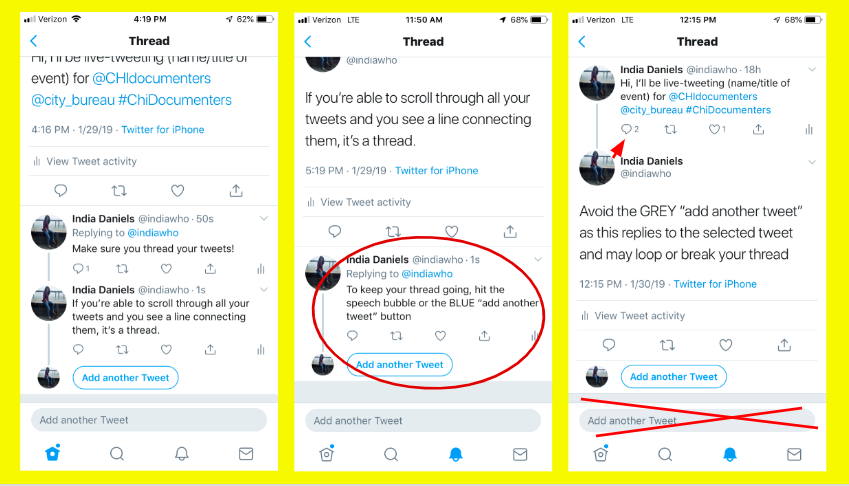 Verizon
4:19 PM
62%
Thread
Hi, I'll be live-tweeting (name/title of
event) for @CHIdocumenters
@city_bureau #ChiDocumenters
4:16 PM · 1/29/19 · Twitter for iPhone
View Tweet activity
India Daniels @indiawho · 50s
Replying to @indiawho
Make sure you thread your tweets!
1
India Daniels @indiawho · 1s
If you're able to scroll through all your
tweets and you see a line connecting
them, it's a thread.
Add another Tweet
Add another Tweet
Verizon LTE
11:50 AM
68%
Thread
@indiawho
If you're able to scroll through all your
tweets and you see a line connecting
them, it's a thread.
5:19 PM · 1/29/19 · Twitter for iPhone
View Tweet activity
India Daniels @indiawho · 1s
Replying to @indiawho
To keep your thread going, hit the
speech bubble or the BLUE “add another
tweet” button
Add another Tweet
Add another Tweet
Verizon LTE
12:15 PM
68%
Thread
India Daniels @indiawho · 18h
Hi, I'll be live-tweeting (name/title of
event) for @CHIdocumenters
@city_bureau #ChiDocumenters
2
1
India Daniels
@indiawho
Avoid the GREY “add another tweet”
as this replies to the selected tweet
and may loop or break your thread
12:15 PM · 1/30/19 · Twitter for iPhone
View Tweet activity
Add another Tweet
Add another Tweet